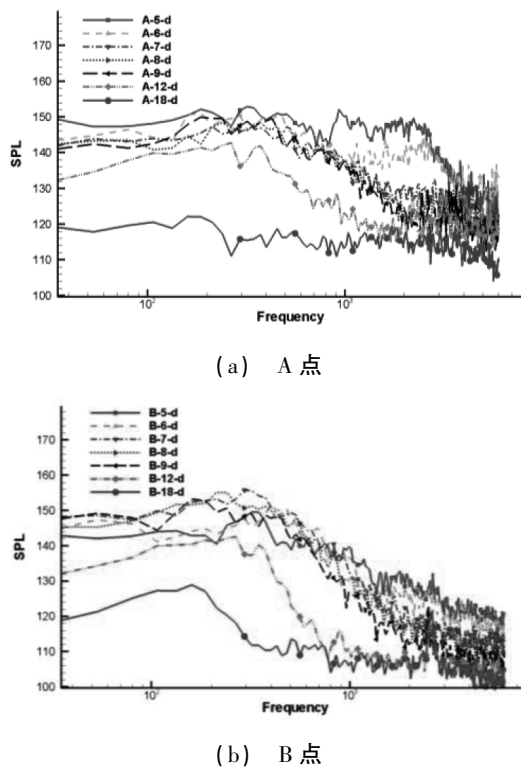 A-5-d
A-6-d
A-7-d
A-8-d
A-9-d
A-12-d
A-18-d
170
160
150
140
130
120
110
100
SPL
10² 10³
Frequency
(a) A点
B-5-d
B-6-d
B-7-d
B-8-d
B-9-d
B-12-d
B-18-d
170
160
150
140
130
120
110
100
SPL
Frequency
(b) B点